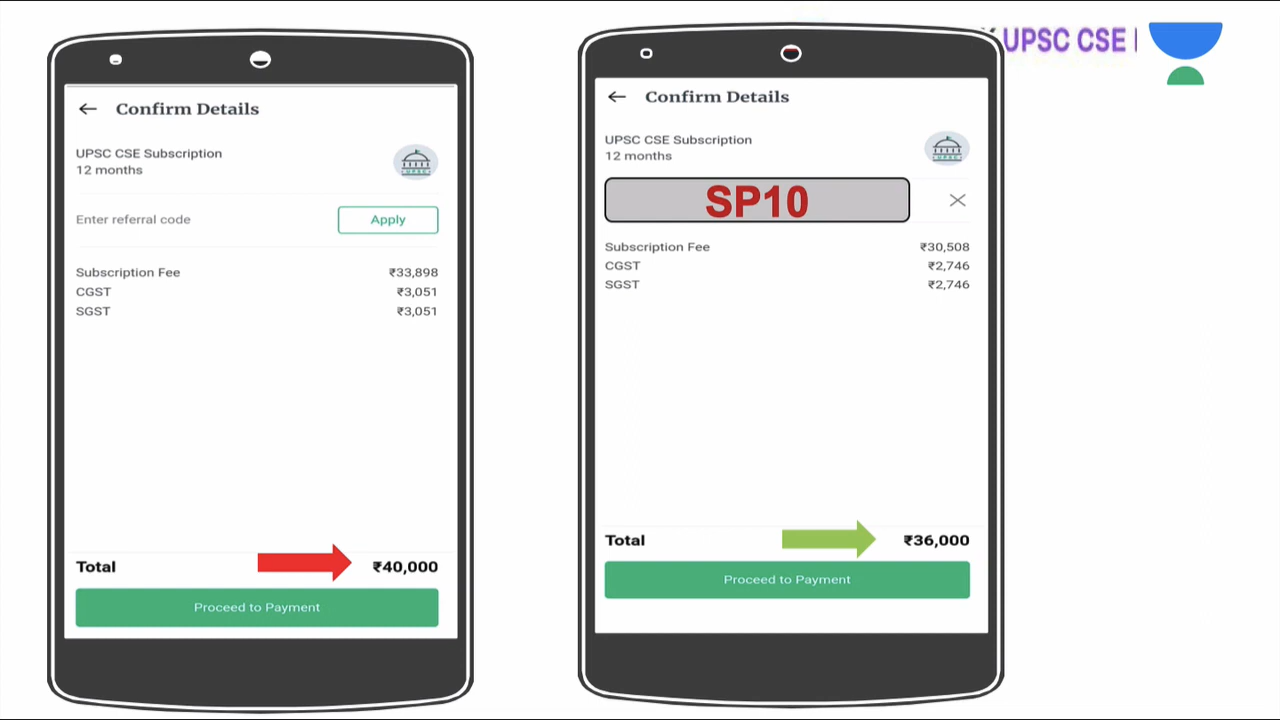 UPSC CSE
Confirm Details
UPSC CSE Subscription
12 months
UPSC
Enter referral code
Apply
Subscription Fee ₹33,898
CGST ₹3,051
SGST ₹3,051
Total ₹40,000
Proceed to Payment
Confirm Details
UPSC CSE Subscription
12 months
UPSC
SP10
Subscription Fee ₹30,508
CGST ₹2,746
SGST ₹2,746
Total ₹36,000
Proceed to Payment